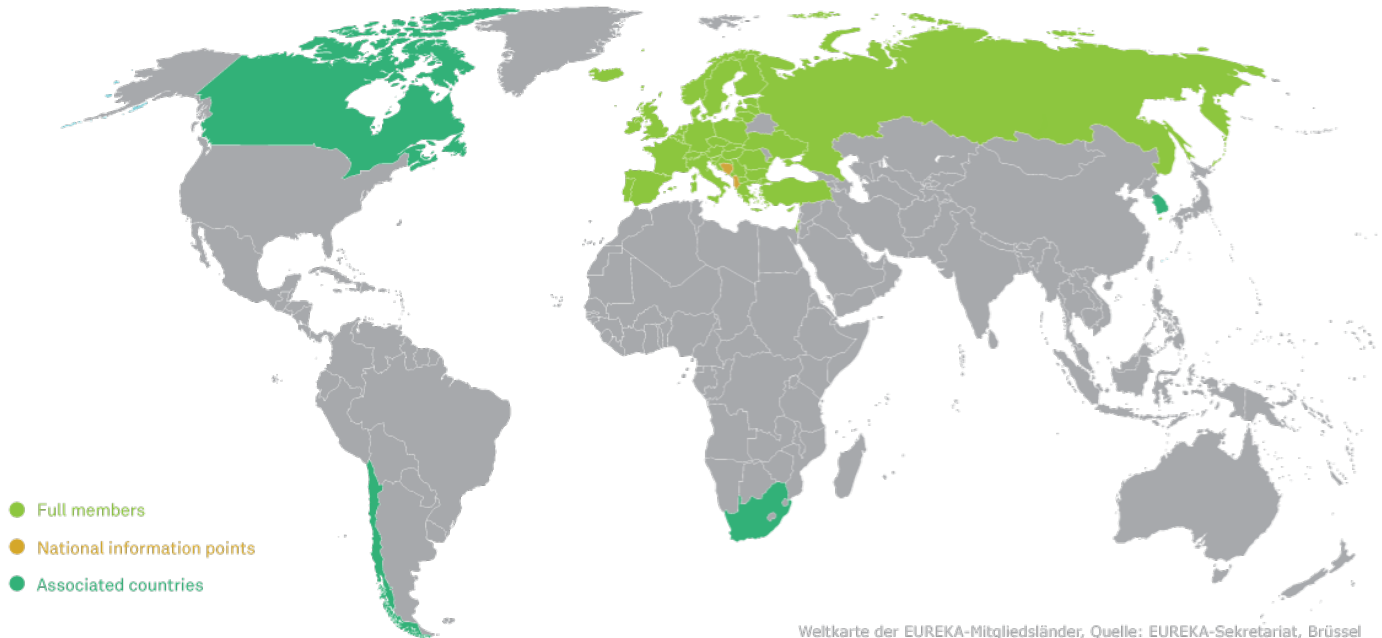 Full members
National information points
Associated countries
Weltkarte der EUREKA-Mitgliedsländer, Quelle: EUREKA-Sekretariat, Brüssel